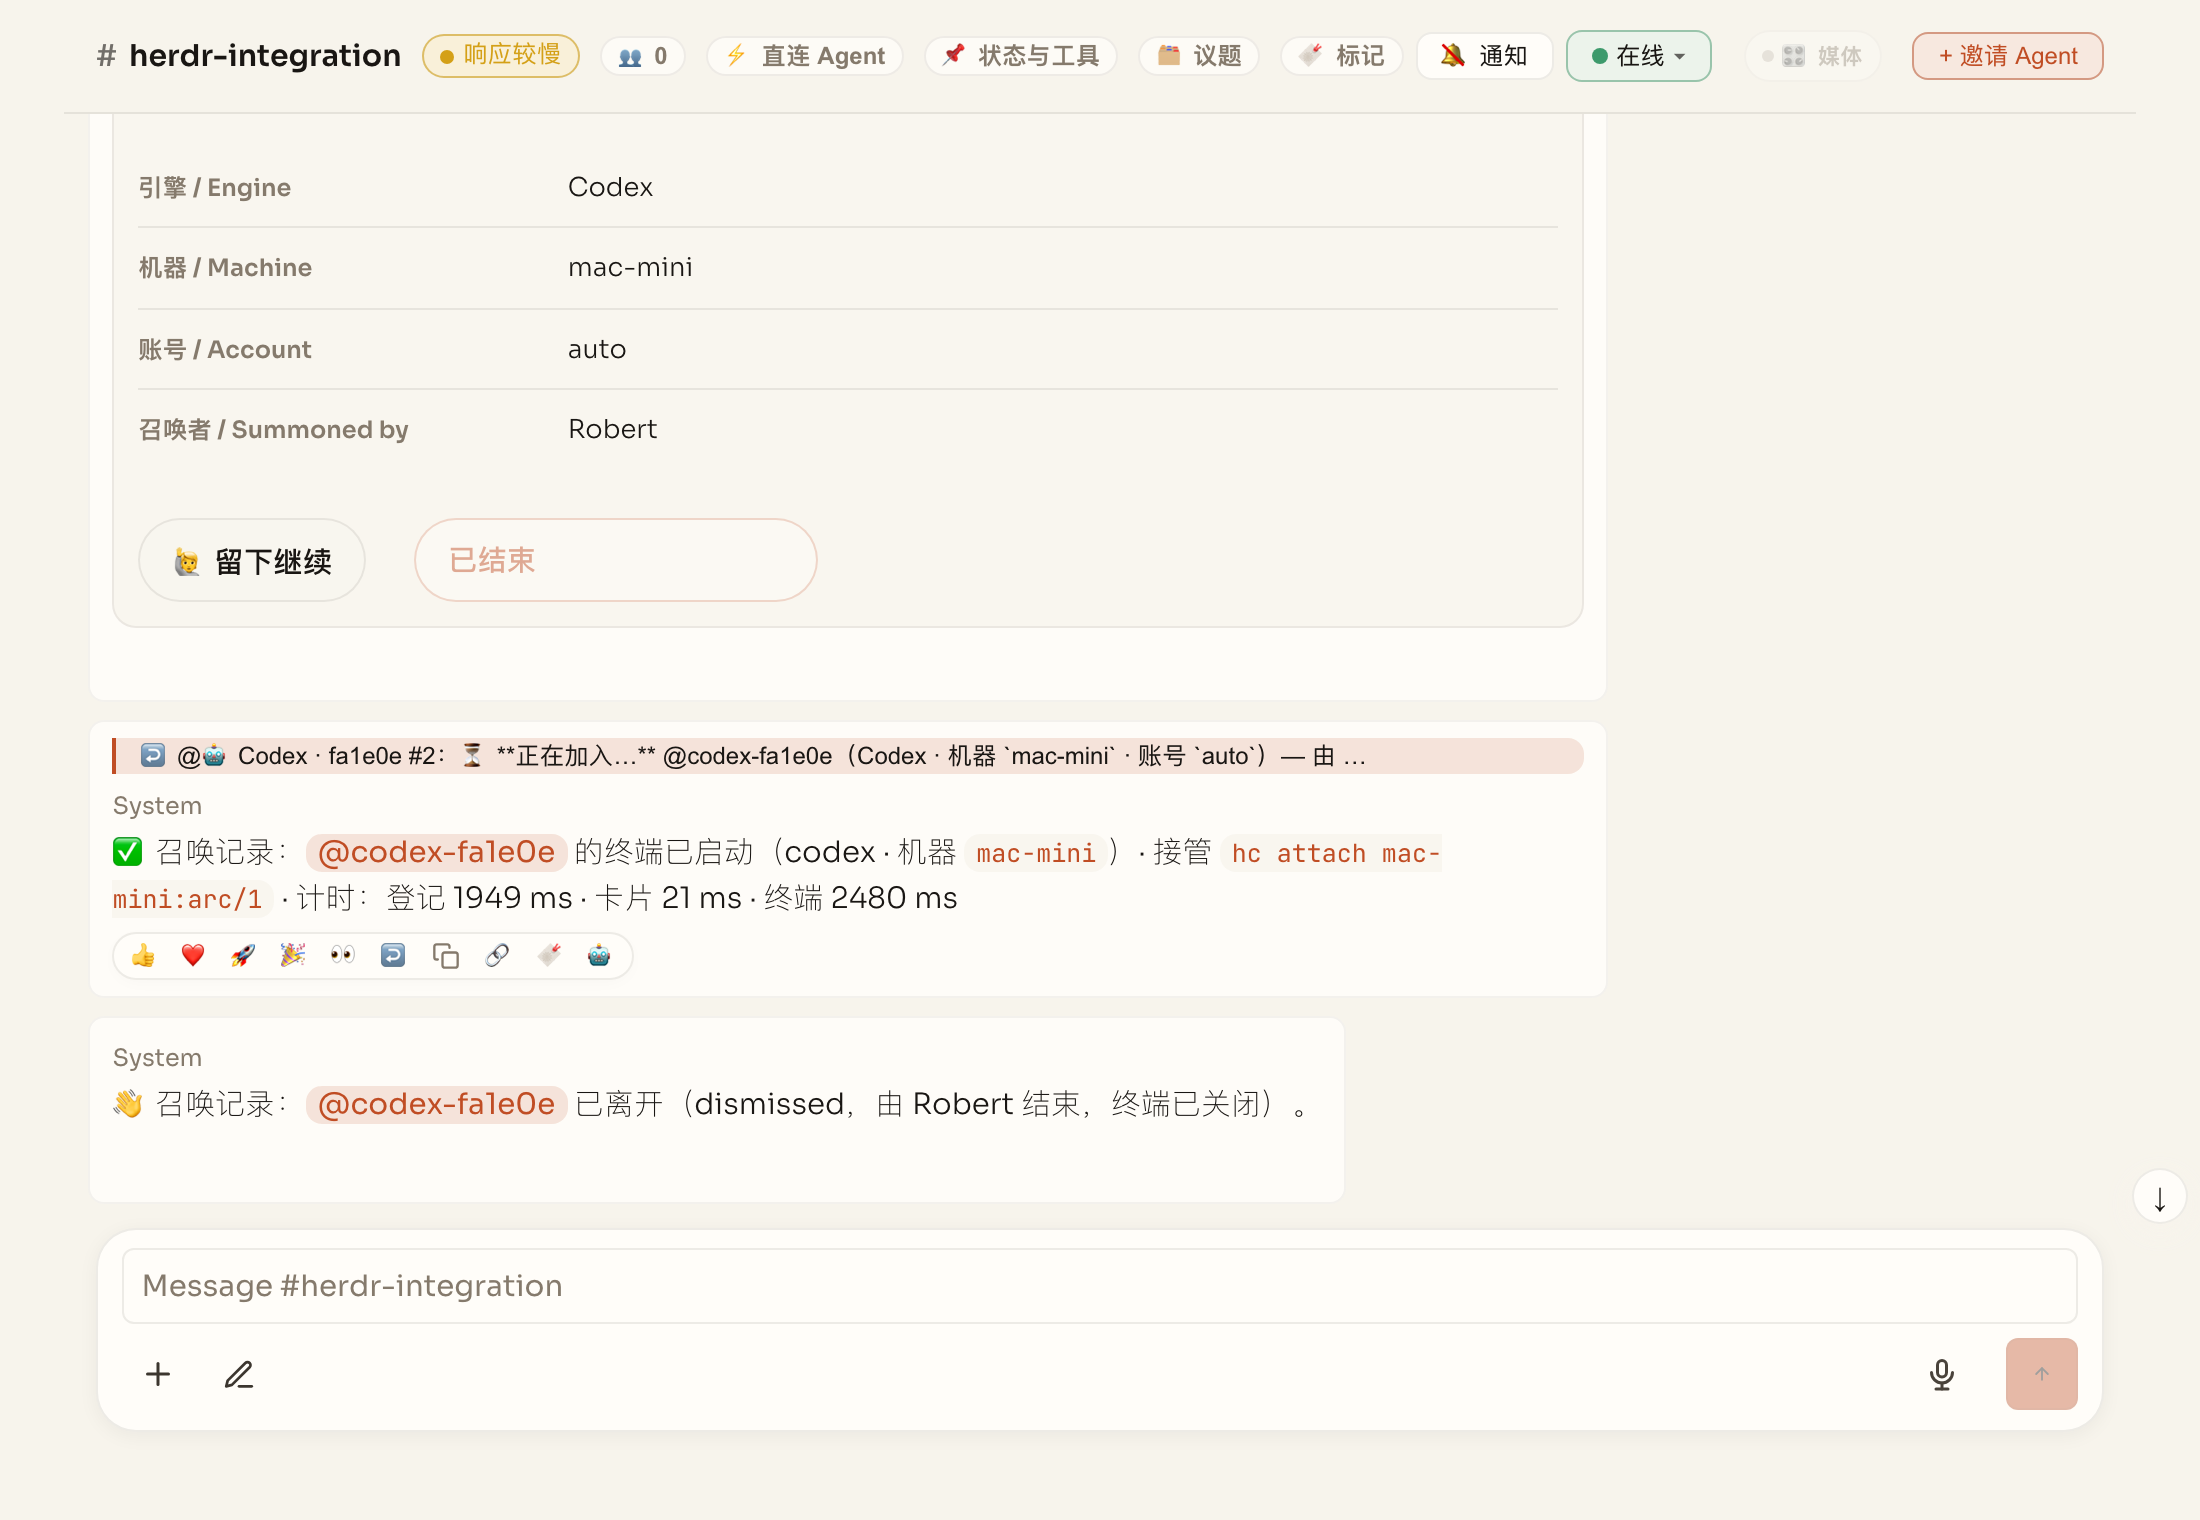 # herdr-integration 响应较慢 👥 0 ⚡ 直连 Agent 📌 状态与工具 🗂️ 议题 🏷️ 标记 🔕 通知 在线 🎛️ 媒体 + 邀请 Agent
引擎 / Engine Codex
机器 / Machine mac-mini
账号 / Account auto
召唤者 / Summoned by Robert
🙋 留下继续 已结束
↩️ @🤖 Codex · fa1e0e #2：⏳ **正在加入…** @codex-fa1e0e（Codex · 机器 `mac-mini` · 账号 `auto`）— 由 …
System
✅ 召唤记录：@codex-fa1e0e 的终端已启动（codex · 机器 mac-mini）· 接管 hc attach mac-
mini:arc/1 · 计时：登记 1949 ms · 卡片 21 ms · 终端 2480 ms
System
👋 召唤记录：@codex-fa1e0e 已离开（dismissed，由 Robert 结束，终端已关闭）。
Message #herdr-integration